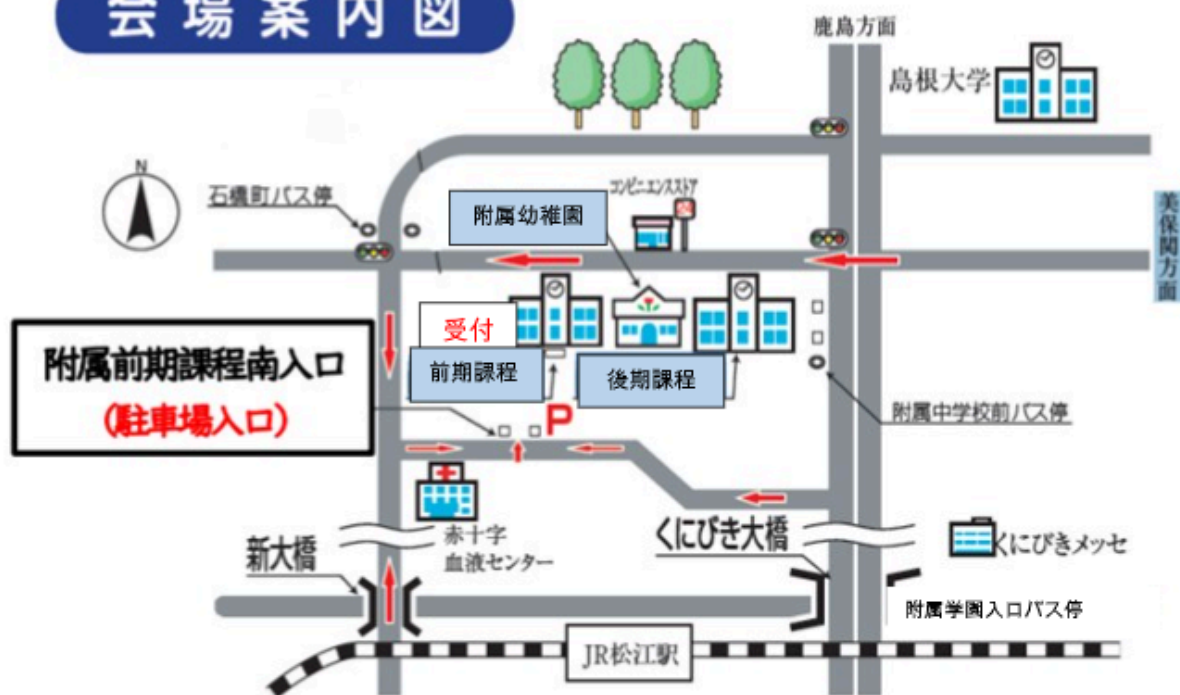 会場案内図
鹿島方面
島根大学
N
石橋町バス停
コンビニエンスストア
附属幼稚園
美保関方面
受付
附属前期課程南入口
(駐車場入口)
前期課程
後期課程
P
附属中学校前バス停
赤十字
血液センター
新大橋
くにびき大橋
くにびきメッセ
附属学園入口バス停
JR松江駅